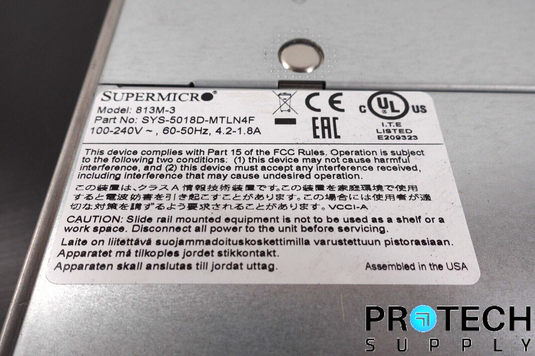 SUPERMICRO
Model: 813M-3
Part No: SYS-5018D-MTLN4F
100-240V ~, 60-50Hz, 4.2-1.8A
CE
EAC
C UL US
I.T.E
LISTED
E209323
This device complies with Part 15 of the FCC Rules. Operation is subject
to the following two conditions: (1) this device may not cause harmful
interference, and (2) this device must accept any interference received,
including interference that may cause undesired operation.
この装置は、クラスA情報技術装置です。この装置を家庭環境で使用
すると電波妨害を引き起こすことがあります。この場合には使用者が適
切な対策を講ずるよう要求されることがあります。VCCI-A
CAUTION: Slide rail mounted equipment is not to be used as a shelf or a
work space. Disconnect all power to the unit before servicing.
Laite on liitettävä suojamaadoituskoskettimilla varustettuun pistorasiaan.
Apparatet må tilkoples jordet stikkontakt.
Apparaten skall anslutas till jordat uttag.
Assembled in the USA
PROTECH
SUPPLY